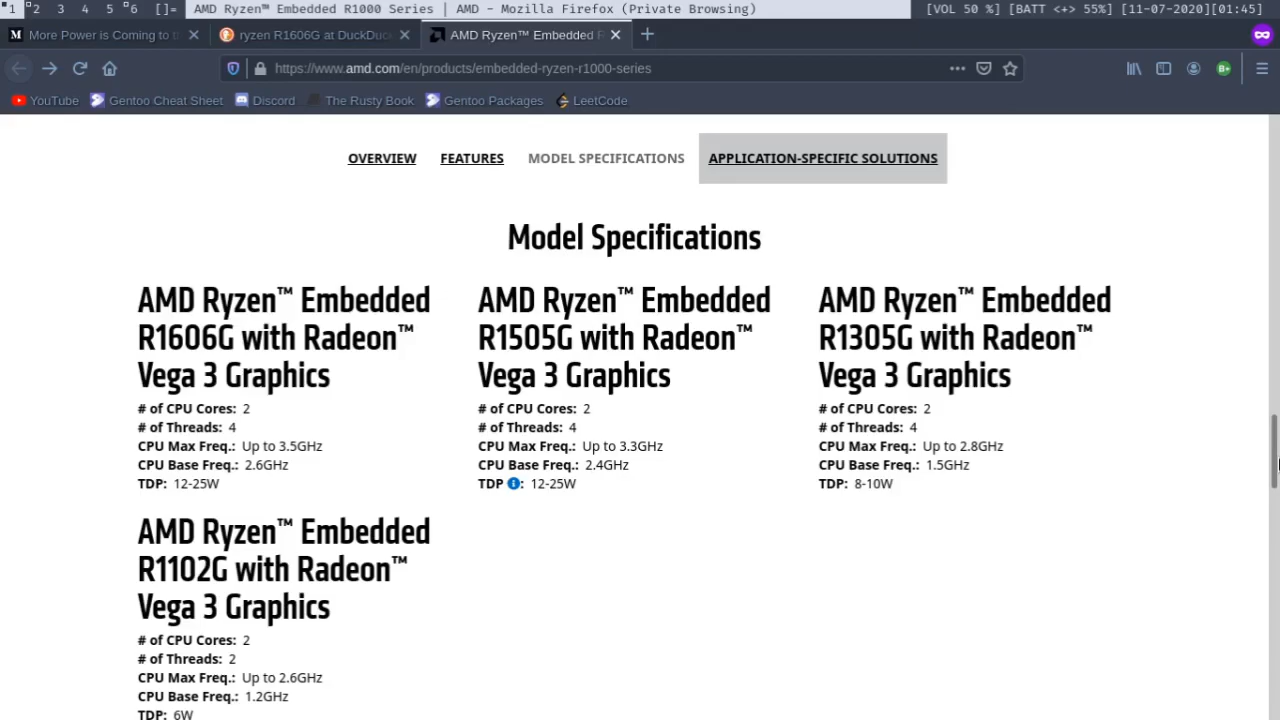 1 2 3 4 5 6 []= AMD Ryzen™ Embedded R1000 Series | AMD – Mozilla Firefox (Private Browsing) [VOL 50 %] [BATT <+> 55%] [11-07-2020][01:45]
M More Power is Coming to t ryzen R1606G at DuckDuc AMD Ryzen™ Embedded R
https://www.amd.com/en/products/embedded-ryzen-r1000-series
YouTube Gentoo Cheat Sheet Discord The Rusty Book Gentoo Packages LeetCode
OVERVIEW FEATURES MODEL SPECIFICATIONS APPLICATION-SPECIFIC SOLUTIONS
Model Specifications
AMD Ryzen™ Embedded
R1606G with Radeon™
Vega 3 Graphics
# of CPU Cores: 2
# of Threads: 4
CPU Max Freq.: Up to 3.5GHz
CPU Base Freq.: 2.6GHz
TDP: 12-25W
AMD Ryzen™ Embedded
R1505G with Radeon™
Vega 3 Graphics
# of CPU Cores: 2
# of Threads: 4
CPU Max Freq.: Up to 3.3GHz
CPU Base Freq.: 2.4GHz
TDP i: 12-25W
AMD Ryzen™ Embedded
R1305G with Radeon™
Vega 3 Graphics
# of CPU Cores: 2
# of Threads: 4
CPU Max Freq.: Up to 2.8GHz
CPU Base Freq.: 1.5GHz
TDP: 8-10W
AMD Ryzen™ Embedded
R1102G with Radeon™
Vega 3 Graphics
# of CPU Cores: 2
# of Threads: 2
CPU Max Freq.: Up to 2.6GHz
CPU Base Freq.: 1.2GHz
TDP: 6W